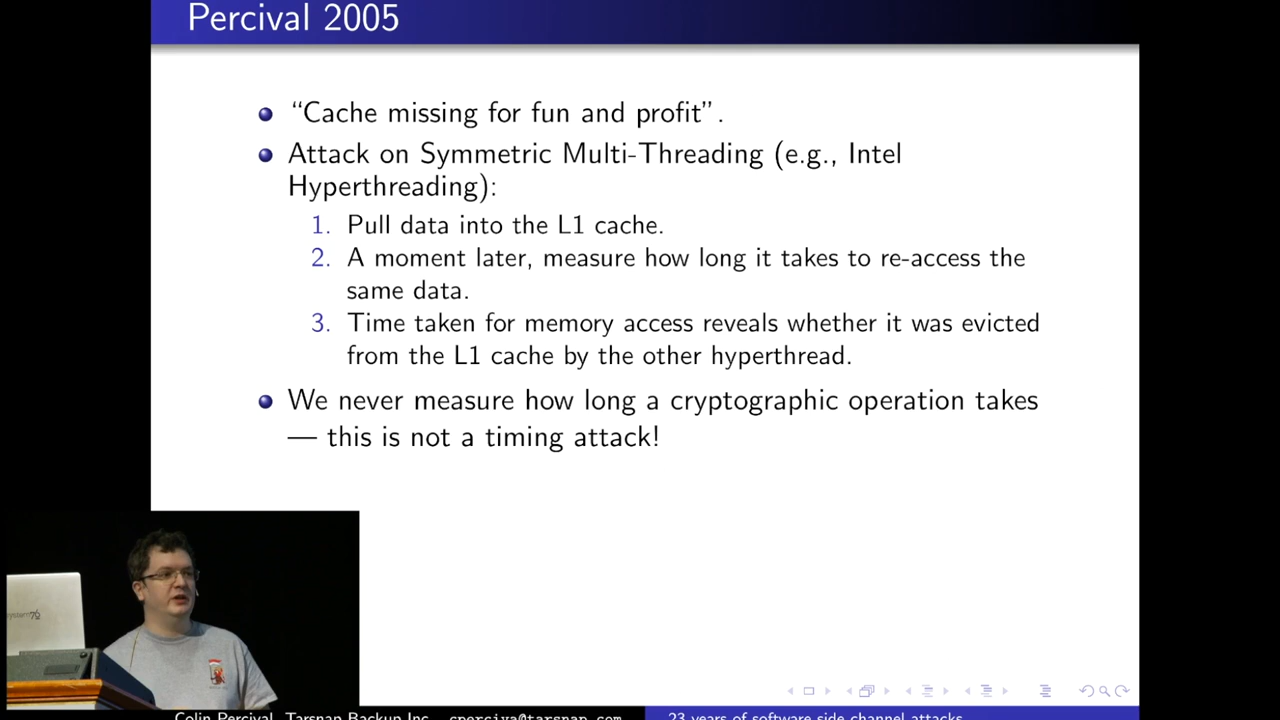 Percival 2005
“Cache missing for fun and profit”.
Attack on Symmetric Multi-Threading (e.g., Intel
Hyperthreading):
1. Pull data into the L1 cache.
2. A moment later, measure how long it takes to re-access the
same data.
3. Time taken for memory access reveals whether it was evicted
from the L1 cache by the other hyperthread.
We never measure how long a cryptographic operation takes
— this is not a timing attack!
system76
Colin Percival, Tarsnap Backup Inc. cperciva@tarsnap.com
23 years of software side channel attacks